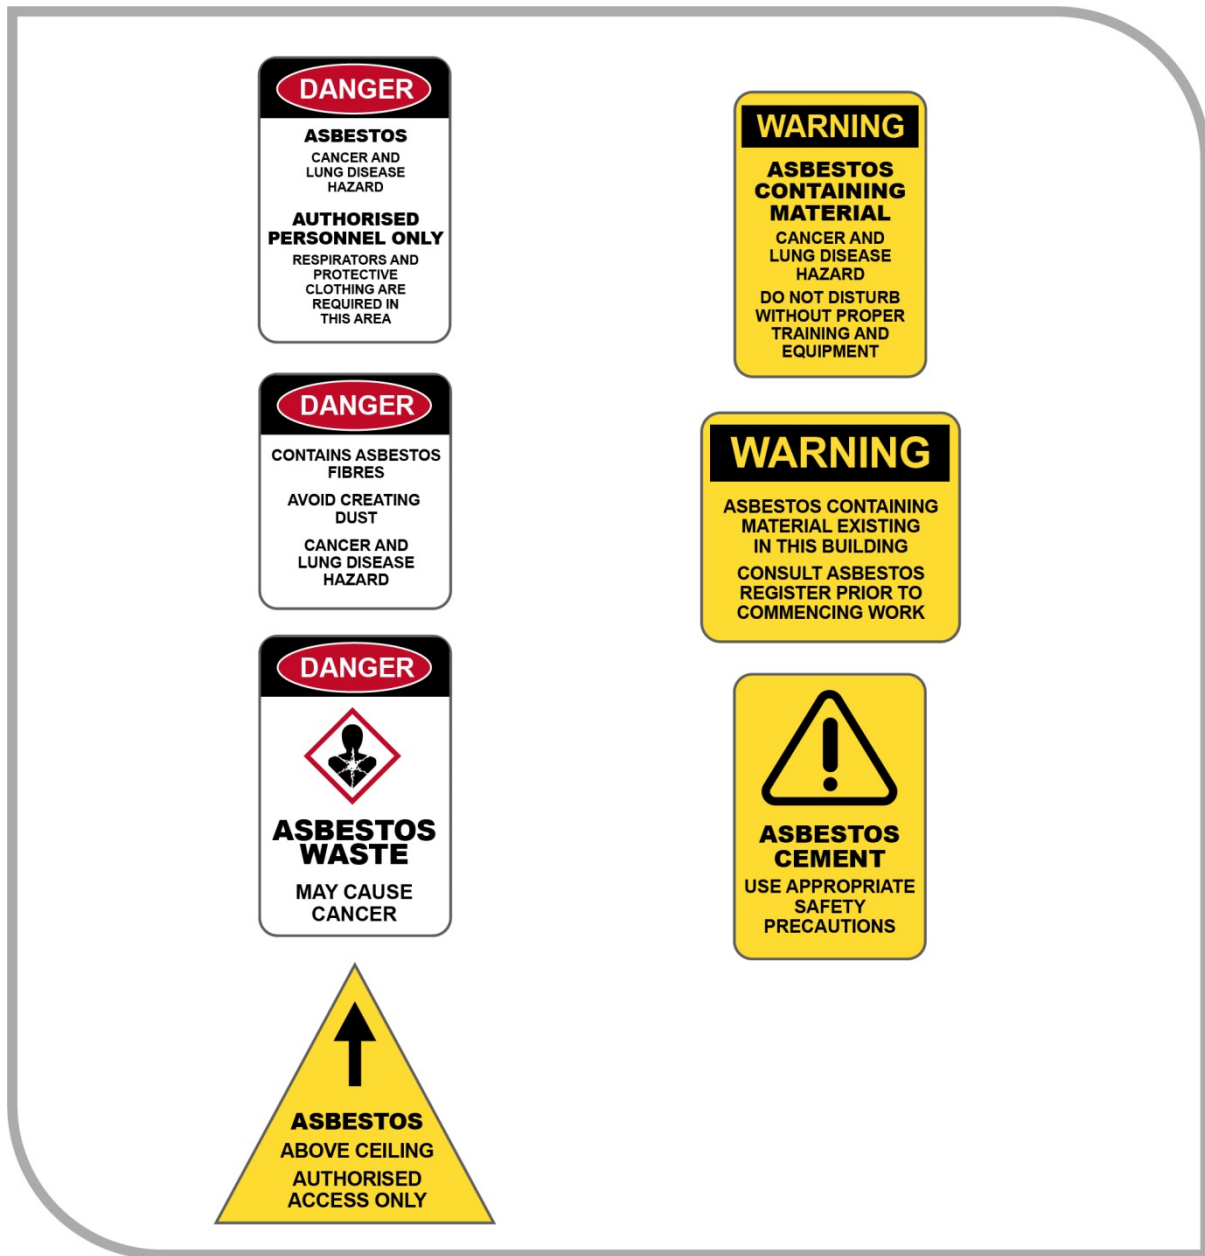 DANGER
ASBESTOS
CANCER AND
LUNG DISEASE
HAZARD
AUTHORISED
PERSONNEL ONLY
RESPIRATORS AND
PROTECTIVE
CLOTHING ARE
REQUIRED IN
THIS AREA
DANGER
CONTAINS ASBESTOS
FIBRES
AVOID CREATING
DUST
CANCER AND
LUNG DISEASE
HAZARD
DANGER
ASBESTOS
WASTE
MAY CAUSE
CANCER
ASBESTOS
ABOVE CEILING
AUTHORISED
ACCESS ONLY
WARNING
ASBESTOS
CONTAINING
MATERIAL
CANCER AND
LUNG DISEASE
HAZARD
DO NOT DISTURB
WITHOUT PROPER
TRAINING AND
EQUIPMENT
WARNING
ASBESTOS CONTAINING
MATERIAL EXISTING
IN THIS BUILDING
CONSULT ASBESTOS
REGISTER PRIOR TO
COMMENCING WORK
ASBESTOS
CEMENT
USE APPROPRIATE
SAFETY
PRECAUTIONS